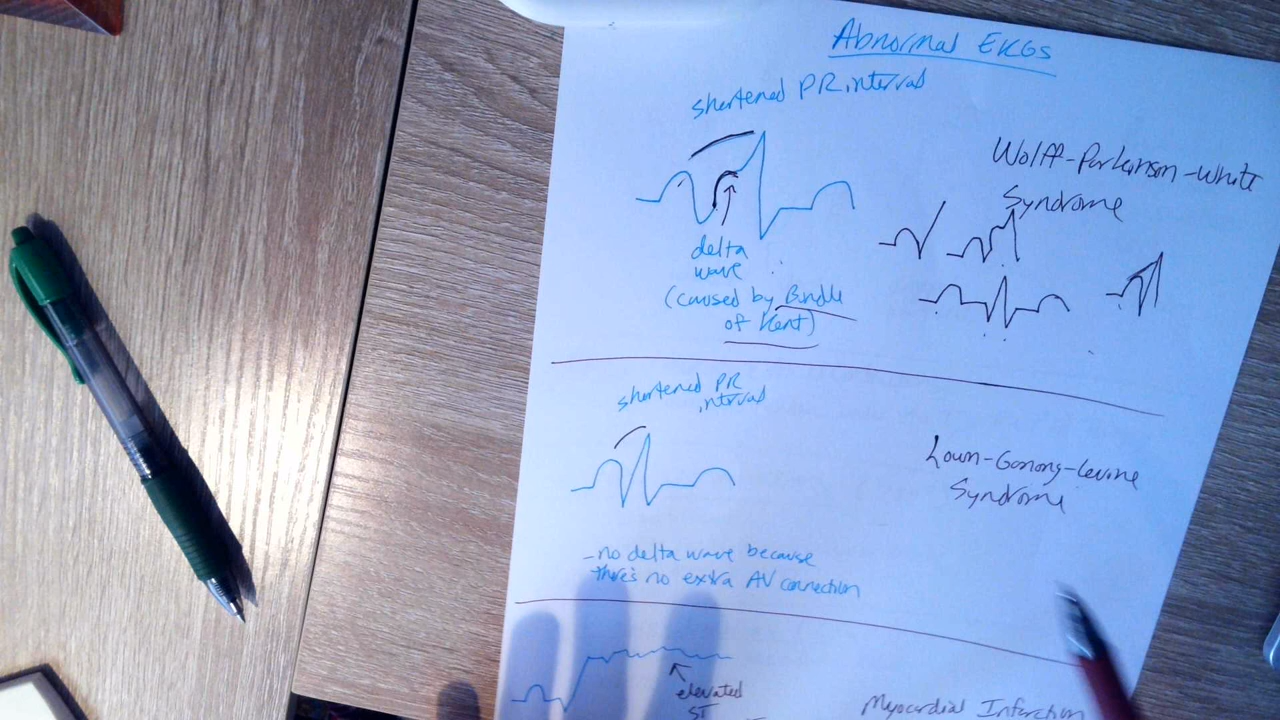 Abnormal EKGs
shortened PR interval
Wolff-Parkinson-White
Syndrome
delta
wave
(caused by Bundle
of Kent)
shortened PR
interval
Lown-Ganong-Levine
Syndrome
-no delta wave because
there's no extra AV connection
elevated
ST
Myocardial Infarction